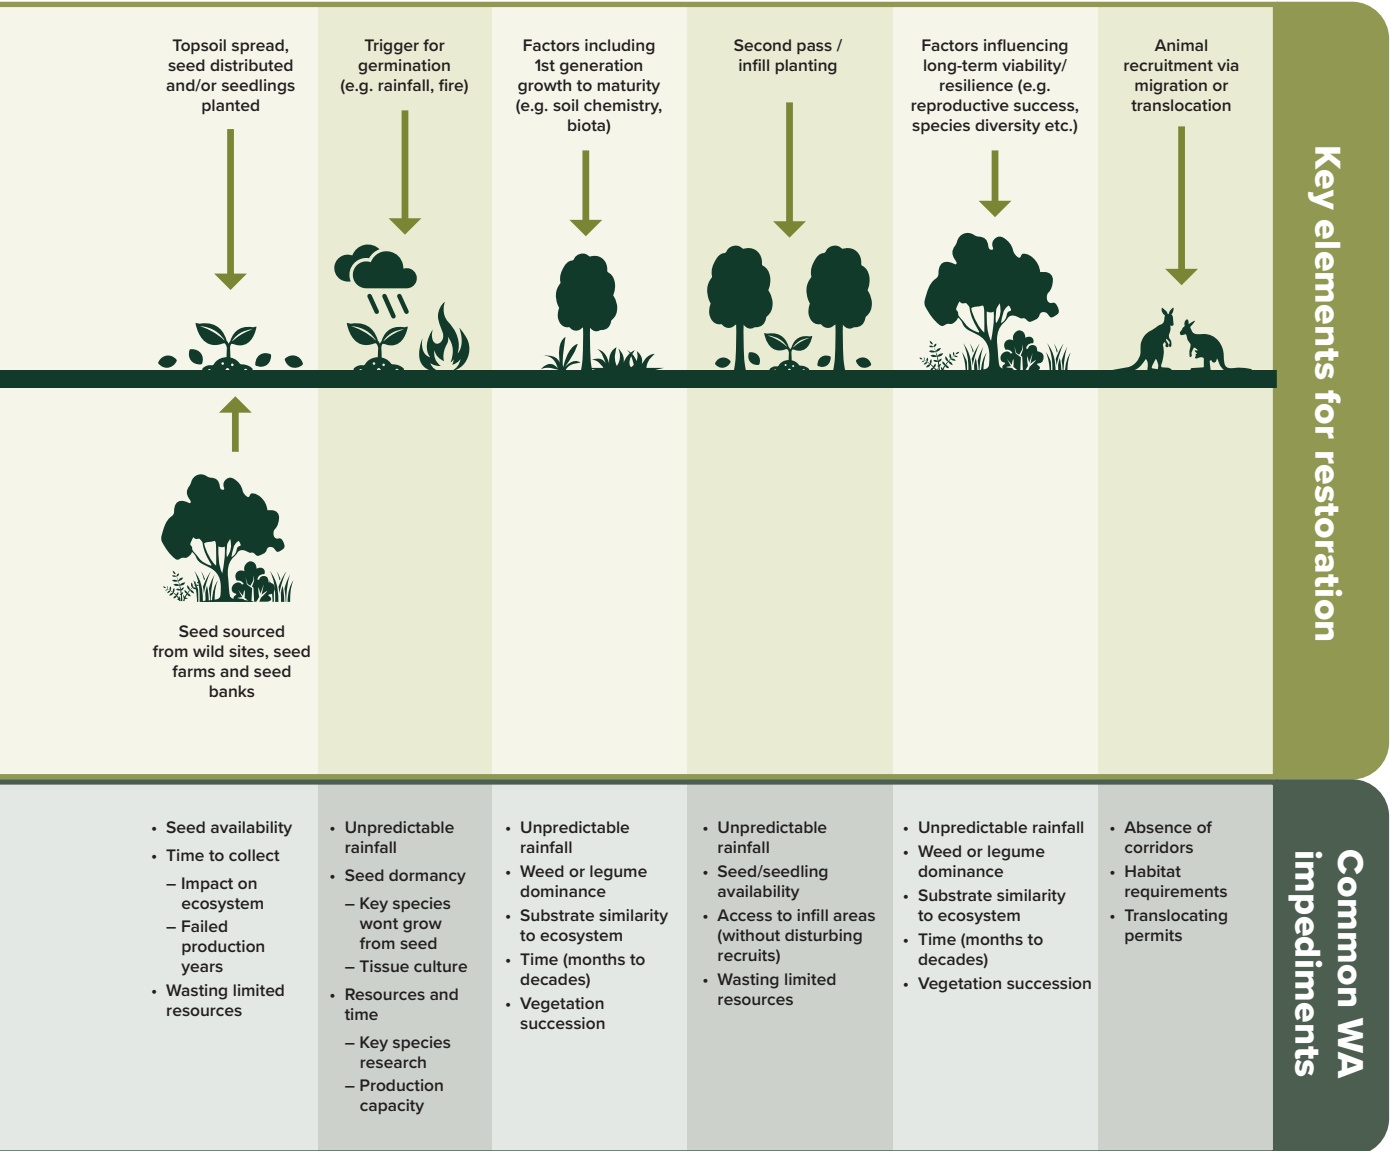 Topsoil spread,
seed distributed
and/or seedlings
planted
Trigger for
germination
(e.g. rainfall, fire)
Factors including
1st generation
growth to maturity
(e.g. soil chemistry,
biota)
Second pass /
infill planting
Factors influencing
long-term viability/
resilience (e.g.
reproductive success,
species diversity etc.)
Animal
recruitment via
migration or
translocation
Key elements for restoration
Seed sourced
from wild sites, seed
farms and seed
banks
• Seed availability
• Time to collect
– Impact on
ecosystem
– Failed
production
years
• Wasting limited
resources
• Unpredictable
rainfall
• Seed dormancy
– Key species
wont grow
from seed
– Tissue culture
• Resources and
time
– Key species
research
– Production
capacity
• Unpredictable
rainfall
• Weed or legume
dominance
• Substrate similarity
to ecosystem
• Time (months to
decades)
• Vegetation
succession
• Unpredictable
rainfall
• Seed/seedling
availability
• Access to infill areas
(without disturbing
recruits)
• Wasting limited
resources
• Unpredictable rainfall
• Weed or legume
dominance
• Substrate similarity
to ecosystem
• Time (months to
decades)
• Vegetation succession
• Absence of
corridors
• Habitat
requirements
• Translocating
permits
Common WA
impediments